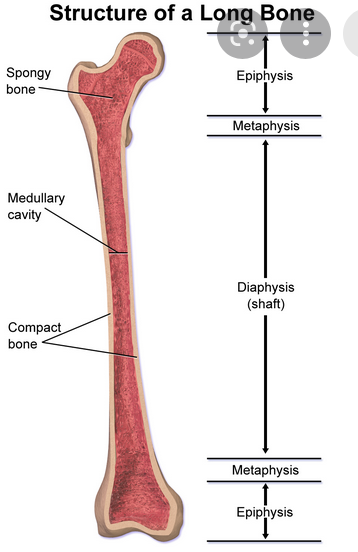 Structure of a Long Bone
Spongy
bone
Epiphysis
Metaphysis
Medullary
cavity
Diaphysis
(shaft)
Compact
bone
Metaphysis
Epiphysis